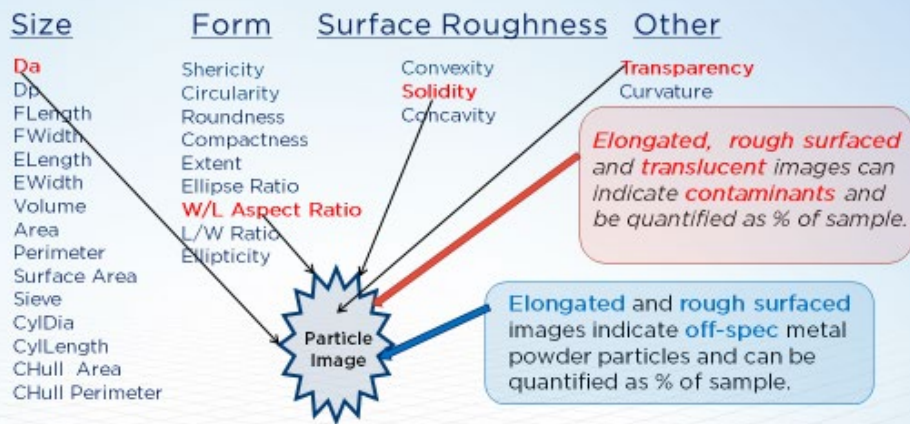 Size
Form
Surface Roughness
Other
Da
Dp
FLength
FWidth
ELength
EWidth
Volume
Area
Perimeter
Surface Area
Sieve
CylDia
CylLength
CHull Area
CHull Perimeter
Shericity
Circularity
Roundness
Compactness
Extent
Ellipse Ratio
W/L Aspect Ratio
L/W Ratio
Ellipticity
Convexity
Solidity
Concavity
Transparency
Curvature
Elongated, rough surfaced
and translucent images can
indicate contaminants and
be quantified as % of sample.
Particle
Image
Elongated and rough surfaced
images indicate off-spec metal
powder particles and can be
quantified as % of sample.